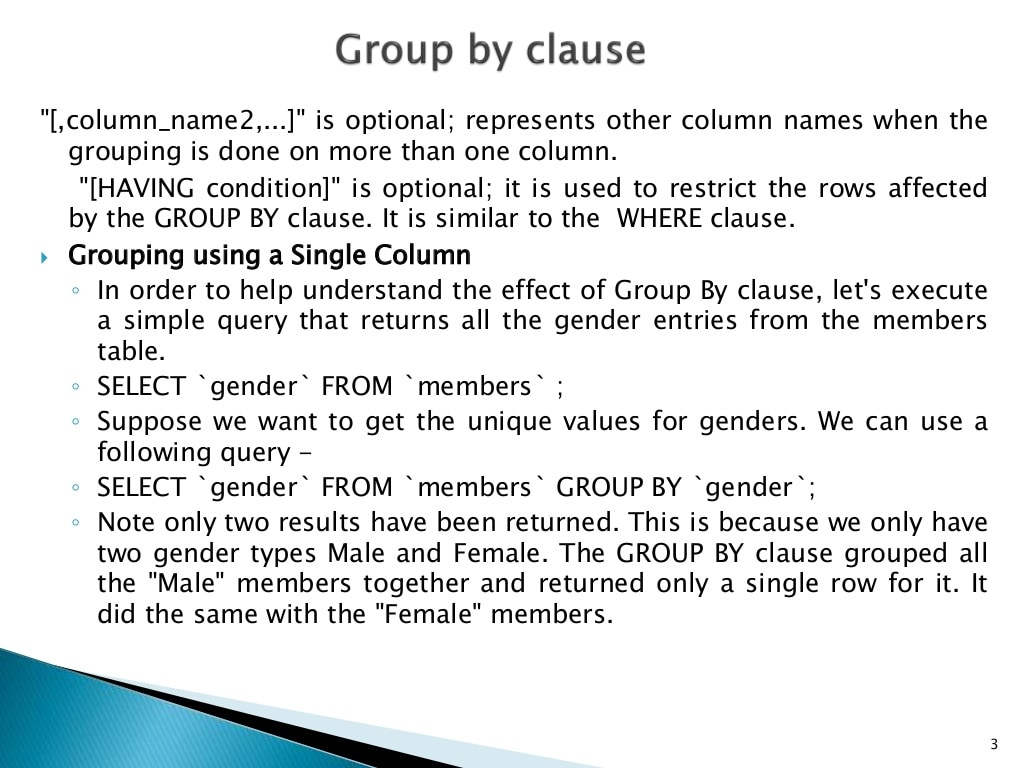 Group by clause
"[,column_name2,...]" is optional; represents other column names when the
grouping is done on more than one column.
"[HAVING condition]" is optional; it is used to restrict the rows affected
by the GROUP BY clause. It is similar to the WHERE clause.
Grouping using a Single Column
In order to help understand the effect of Group By clause, let's execute
a simple query that returns all the gender entries from the members
table.
SELECT `gender` FROM `members` ;
Suppose we want to get the unique values for genders. We can use a
following query –
SELECT `gender` FROM `members` GROUP BY `gender`;
Note only two results have been returned. This is because we only have
two gender types Male and Female. The GROUP BY clause grouped all
the "Male" members together and returned only a single row for it. It
did the same with the "Female" members.
3